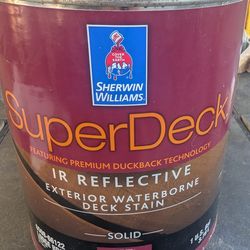 COVER THE EARTH
SHERWIN
WILLIAMS®
SuperDeck
FEATURING PREMIUM DUCKBACK TECHNOLOGY
IR REFLECTIVE
EXTERIOR WATERBORNE
DECK STAIN
SOLID